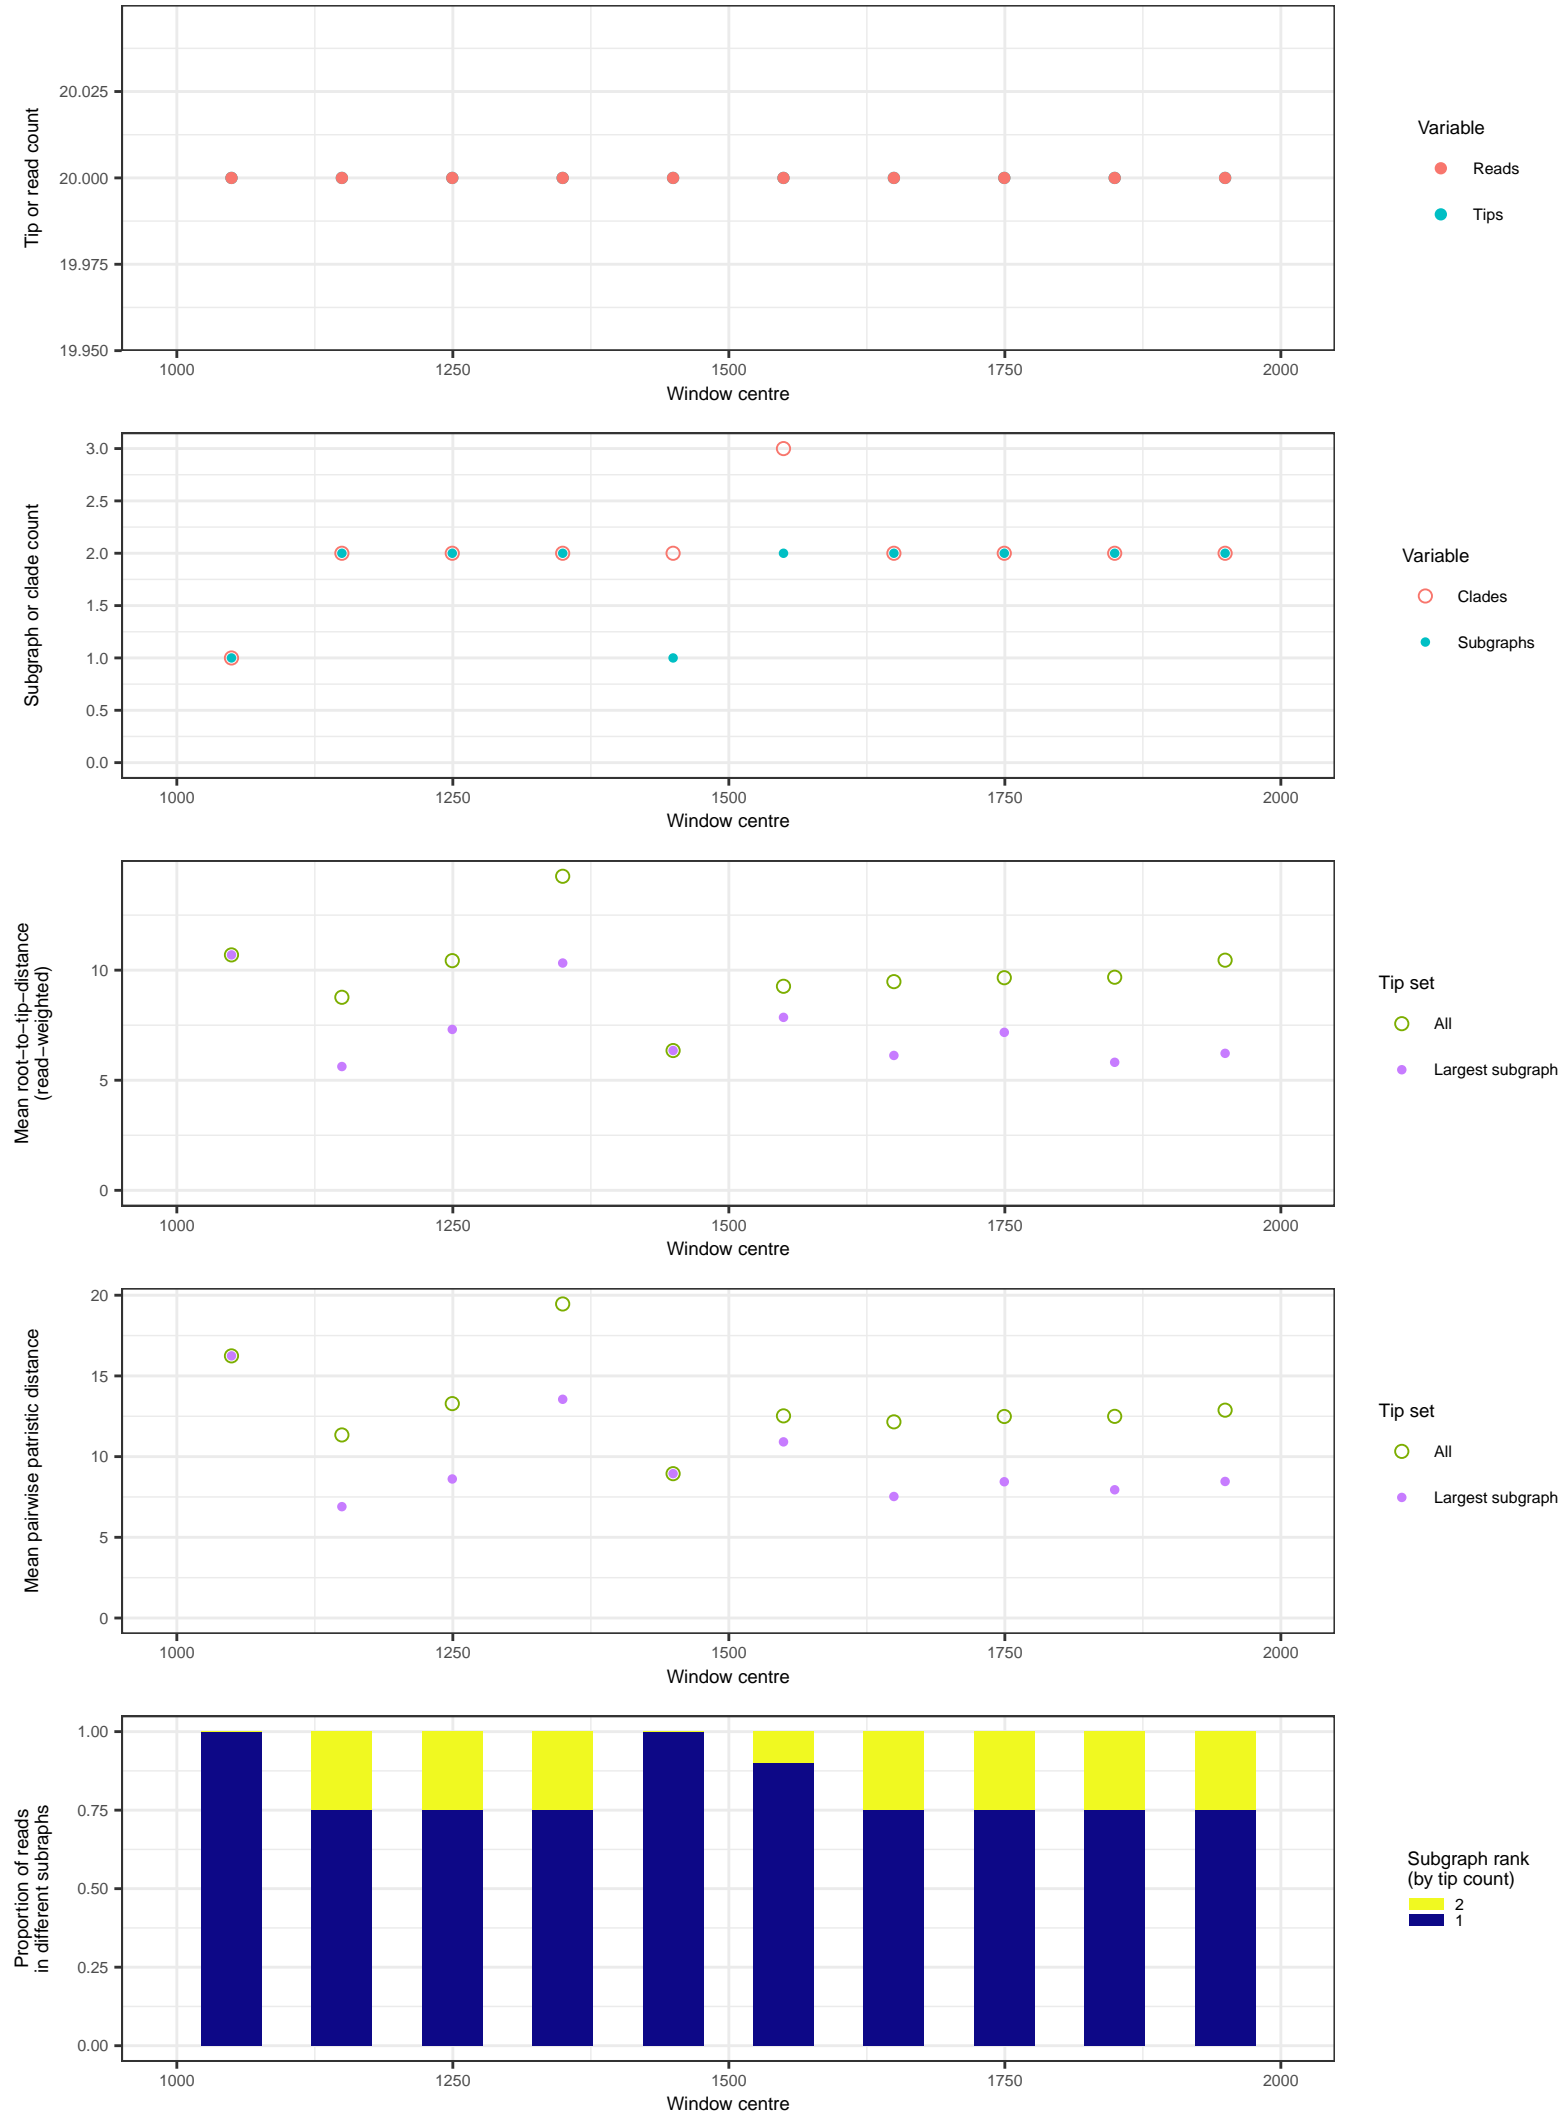 20.025
20.000
19.975
19.950
Tip or read count
1000 1250 1500 1750 2000
Window centre
Variable
Reads
Tips
3.0
2.5
2.0
1.5
1.0
0.5
0.0
Subgraph or clade count
1000 1250 1500 1750 2000
Window centre
Variable
Clades
Subgraphs
10
5
0
Mean root−to−tip−distance
(read−weighted)
1000 1250 1500 1750 2000
Window centre
Tip set
All
Largest subgraph
20
15
10
5
0
Mean pairwise patristic distance
1000 1250 1500 1750 2000
Window centre
Tip set
All
Largest subgraph
1.00
0.75
0.50
0.25
0.00
Proportion of reads
in different subraphs
1000 1250 1500 1750 2000
Window centre
Subgraph rank
(by tip count)
2
1